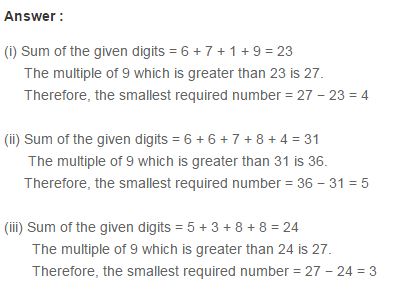 Answer :
(i) Sum of the given digits = 6 + 7 + 1 + 9 = 23
The multiple of 9 which is greater than 23 is 27.
Therefore, the smallest required number = 27 − 23 = 4
(ii) Sum of the given digits = 6 + 6 + 7 + 8 + 4 = 31
The multiple of 9 which is greater than 31 is 36.
Therefore, the smallest required number = 36 − 31 = 5
(iii) Sum of the given digits = 5 + 3 + 8 + 8 = 24
The multiple of 9 which is greater than 24 is 27.
Therefore, the smallest required number = 27 − 24 = 3